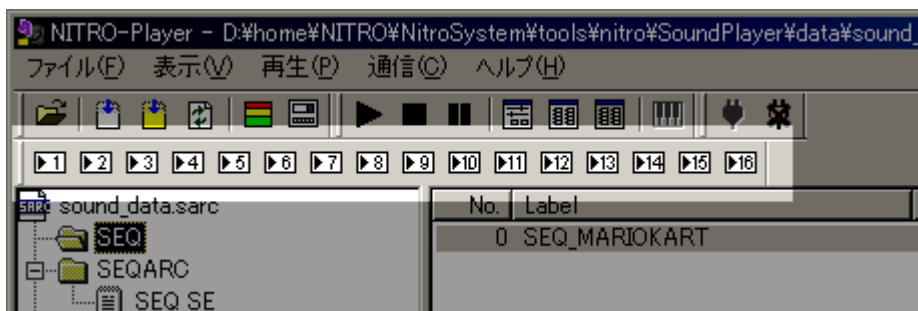 NITRO-Player - D:¥home¥NITRO¥NitroSystem¥tools¥nitro¥SoundPlayer¥data¥sound_
ファイル(F) 表示(V) 再生(P) 通信(C) ヘルプ(H)
1 2 3 4 5 6 7 8 9 10 11 12 13 14 15 16
sound_data.sarc
SEQ
SEQARC
SEQ_SE
No. Label
0 SEQ_MARIOKART